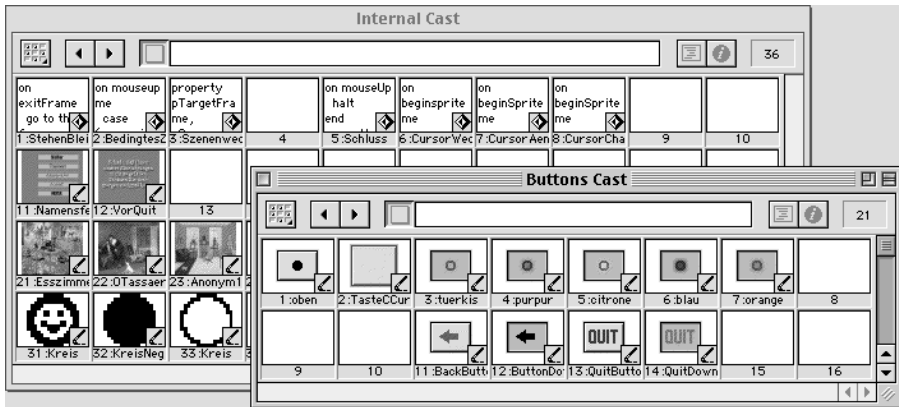 Internal Cast
36
on
exitFrame
go to th
on mouseup
me
case
property
pTargetFra
me,
on mouseUp
halt
end
on
beginsprite
me
on
beginSprite
me
on
beginSprite
me
1:StehenBlei
2:BedingtesZ
3:Szenenwec
4
5:Schluss
6:CursorWec
7:CursorAen
8:CursorCha
9
10
11:Namensfe
12:VorQuit
13
21:Esszimme
22:OTassaer
23:Anonym1
31:Kreis
32:KreisNeg
33:Kreis
Buttons Cast
21
1:oben
2:TasteCCur
3:tuerkis
4:purpur
5:citrone
6:blau
7:orange
8
QUIT
QUIT
9
10
11:BackButt
12:ButtonDo
13:QuitButto
14:QuitDown
15
16